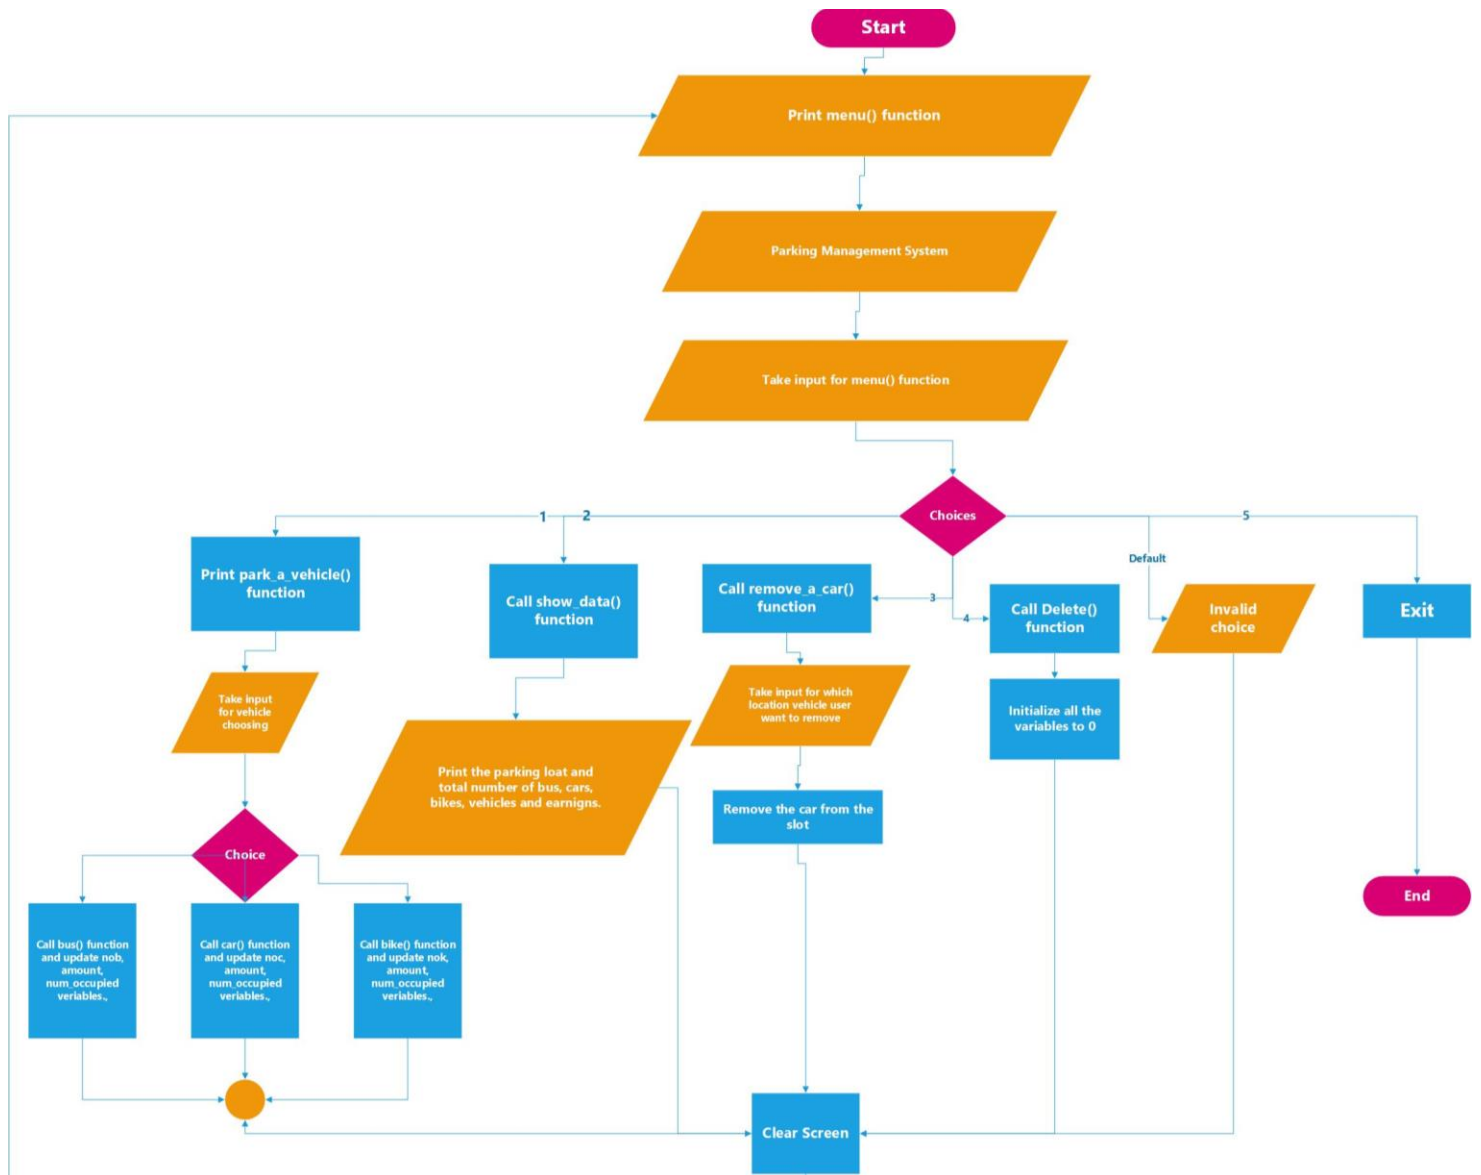 Start
Print menu() function
Parking Management System
Take input for menu() function
Choices
1
2
5
Default
3
4
Print park_a_vehicle()
function
Call show_data()
function
Call remove_a_car()
function
Call Delete()
function
Invalid
choice
Exit
Take input
for vehicle
choosing
Take input for which
location vehicle user
want to remove
Initialize all the
variables to 0
Print the parking loat and
total number of bus, cars,
bikes, vehicles and earnigns.
Remove the car from the
slot
Choice
End
Call bus() function
and update nob,
amount,
num_occupied
veriables.,
Call car() function
and update noc,
amount,
num_occupied
veriables.,
Call bike() function
and update nok,
amount,
num_occupied
veriables.,
Clear Screen